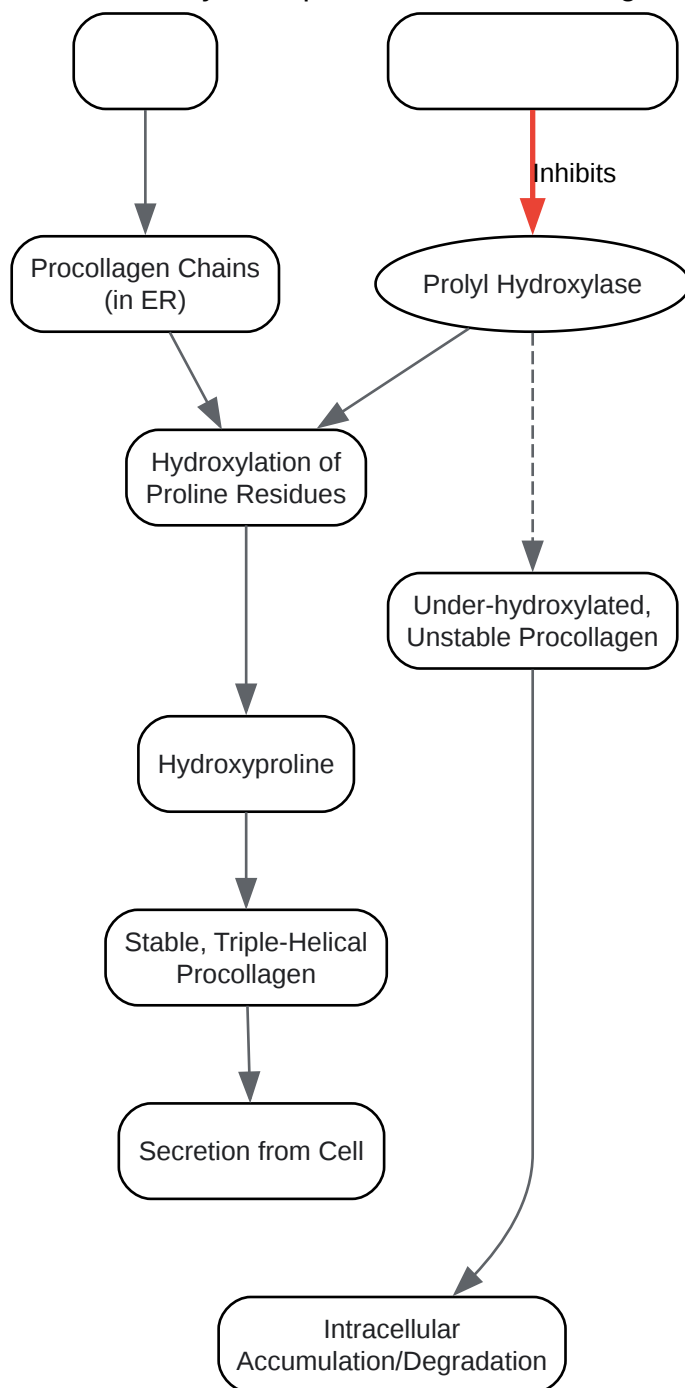 Inhibits
Procollagen Chains
(in ER)
Prolyl Hydroxylase
Hydroxylation of
Proline Residues
Under-hydroxylated,
Unstable Procollagen
Hydroxyproline
Stable, Triple-Helical
Procollagen
Secretion from Cell
Intracellular
Accumulation/Degradation